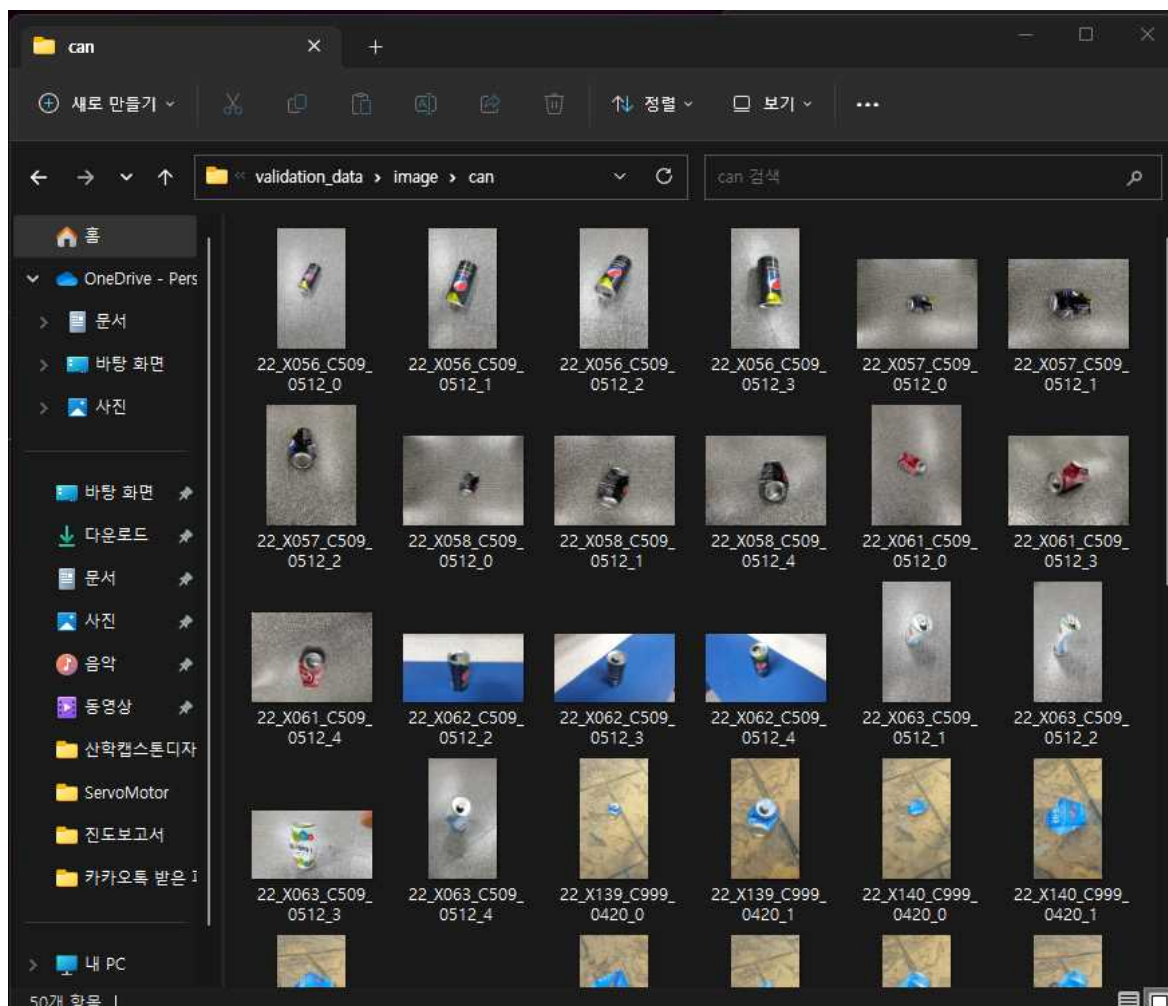 can
새로 만들기
정렬
보기
validation_data > image > can
can 검색
홈
OneDrive - Pers
문서
바탕 화면
사진
바탕 화면
다운로드
문서
사진
음악
동영상
산학캡스톤디자
ServoMotor
진도보고서
카카오톡 받은
내 PC
22_X056_C509_
0512_0
22_X056_C509_
0512_1
22_X056_C509_
0512_2
22_X056_C509_
0512_3
22_X057_C509_
0512_0
22_X057_C509_
0512_1
22_X057_C509_
0512_2
22_X058_C509_
0512_0
22_X058_C509_
0512_1
22_X058_C509_
0512_4
22_X061_C509_
0512_0
22_X061_C509_
0512_3
22_X061_C509_
0512_4
22_X062_C509_
0512_2
22_X062_C509_
0512_3
22_X062_C509_
0512_4
22_X063_C509_
0512_1
22_X063_C509_
0512_2
22_X063_C509_
0512_3
22_X063_C509_
0512_4
22_X139_C999_
0420_0
22_X139_C999_
0420_1
22_X140_C999_
0420_0
22_X140_C999_
0420_1
50개 항목